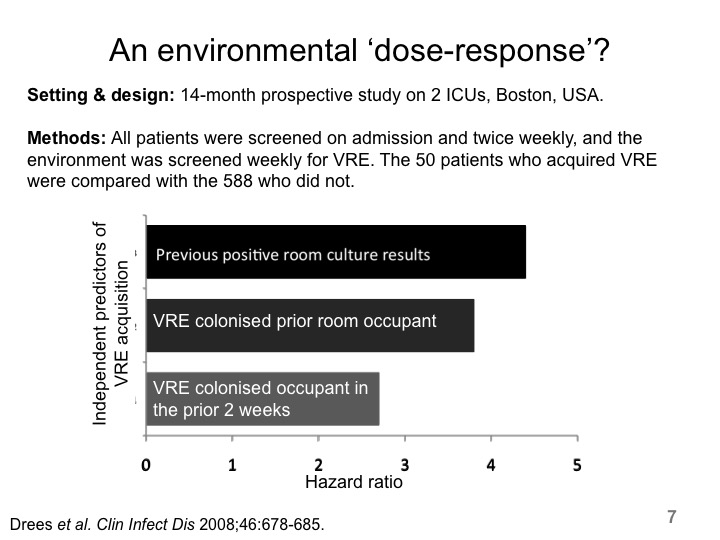 An environmental ‘dose-response’?
Setting & design: 14-month prospective study on 2 ICUs, Boston, USA.
Methods: All patients were screened on admission and twice weekly, and the
environment was screened weekly for VRE. The 50 patients who acquired VRE
were compared with the 588 who did not.
Independent predictors of
VRE acquisition
Previous positive room culture results
VRE colonised prior room occupant
VRE colonised occupant in
the prior 2 weeks
0 1 2 3 4 5
Hazard ratio
Drees et al. Clin Infect Dis 2008;46:678-685.
7